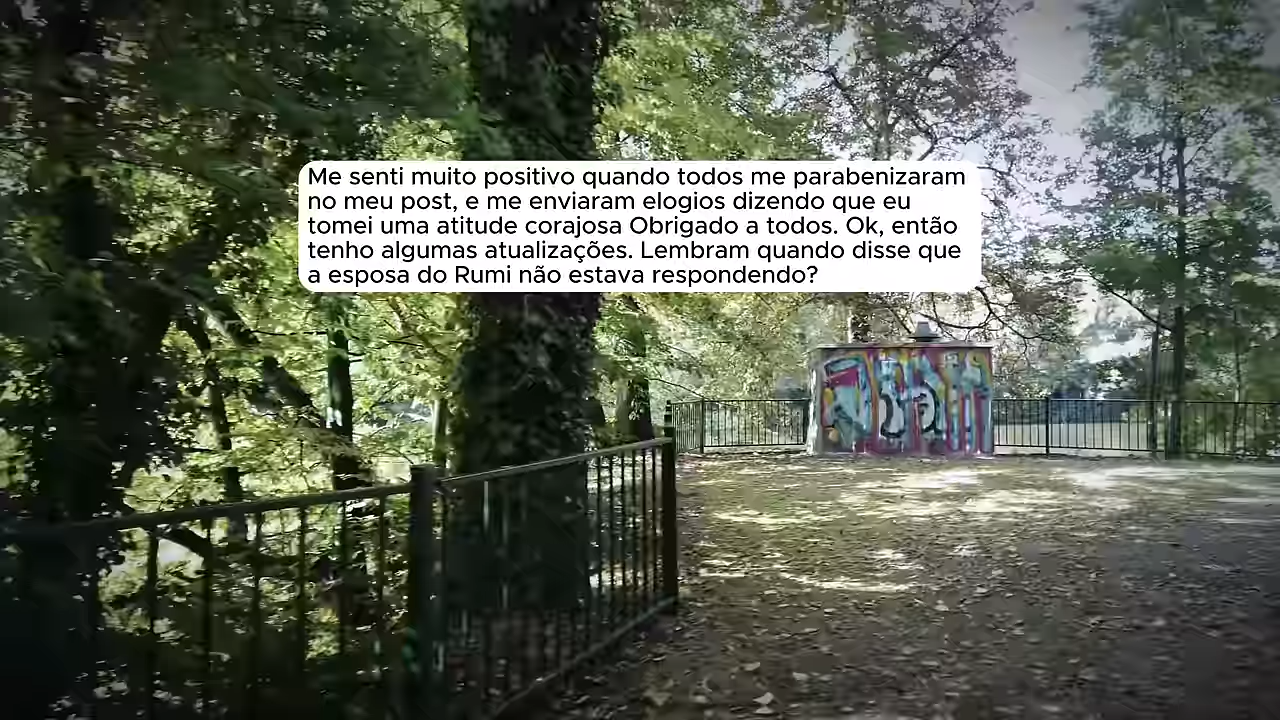 Me senti muito positivo quando todos me parabenizaram
no meu post, e me enviaram elogios dizendo que eu
tomei uma atitude corajosa Obrigado a todos. Ok, então
tenho algumas atualizações. Lembram quando disse que
a esposa do Rumi não estava respondendo?